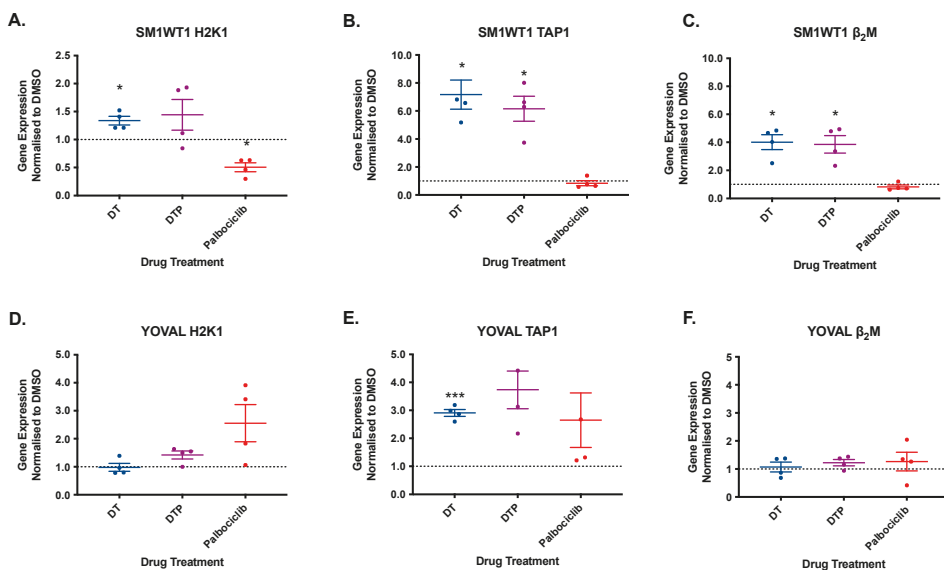 A.
SM1WT1 H2K1
Gene Expression
Normalised to DMSO
2.5
2.0
1.5
1.0
0.5
0.0
*
*
DT
DTP
Palbociclib
Drug Treatment
B.
SM1WT1 TAP1
Gene Expression
Normalised to DMSO
10.0
8.0
6.0
4.0
2.0
0.0
*
*
DT
DTP
Palbociclib
Drug Treatment
C.
SM1WT1 β₂M
Gene Expression
Normalised to DMSO
10.0
8.0
6.0
4.0
2.0
0.0
*
*
DT
DTP
Palbociclib
Drug Treatment
D.
YOVAL H2K1
Gene Expression
Normalised to DMSO
5.0
4.0
3.0
2.0
1.0
0.0
DT
DTP
Palbociclib
Drug Treatment
E.
YOVAL TAP1
Gene Expression
Normalised to DMSO
5.0
4.0
3.0
2.0
1.0
0.0
***
DT
DTP
Palbociclib
Drug Treatment
F.
YOVAL β₂M
Gene Expression
Normalised to DMSO
5
4
3
2
1
0
DT
DTP
Palbociclib
Drug Treatment